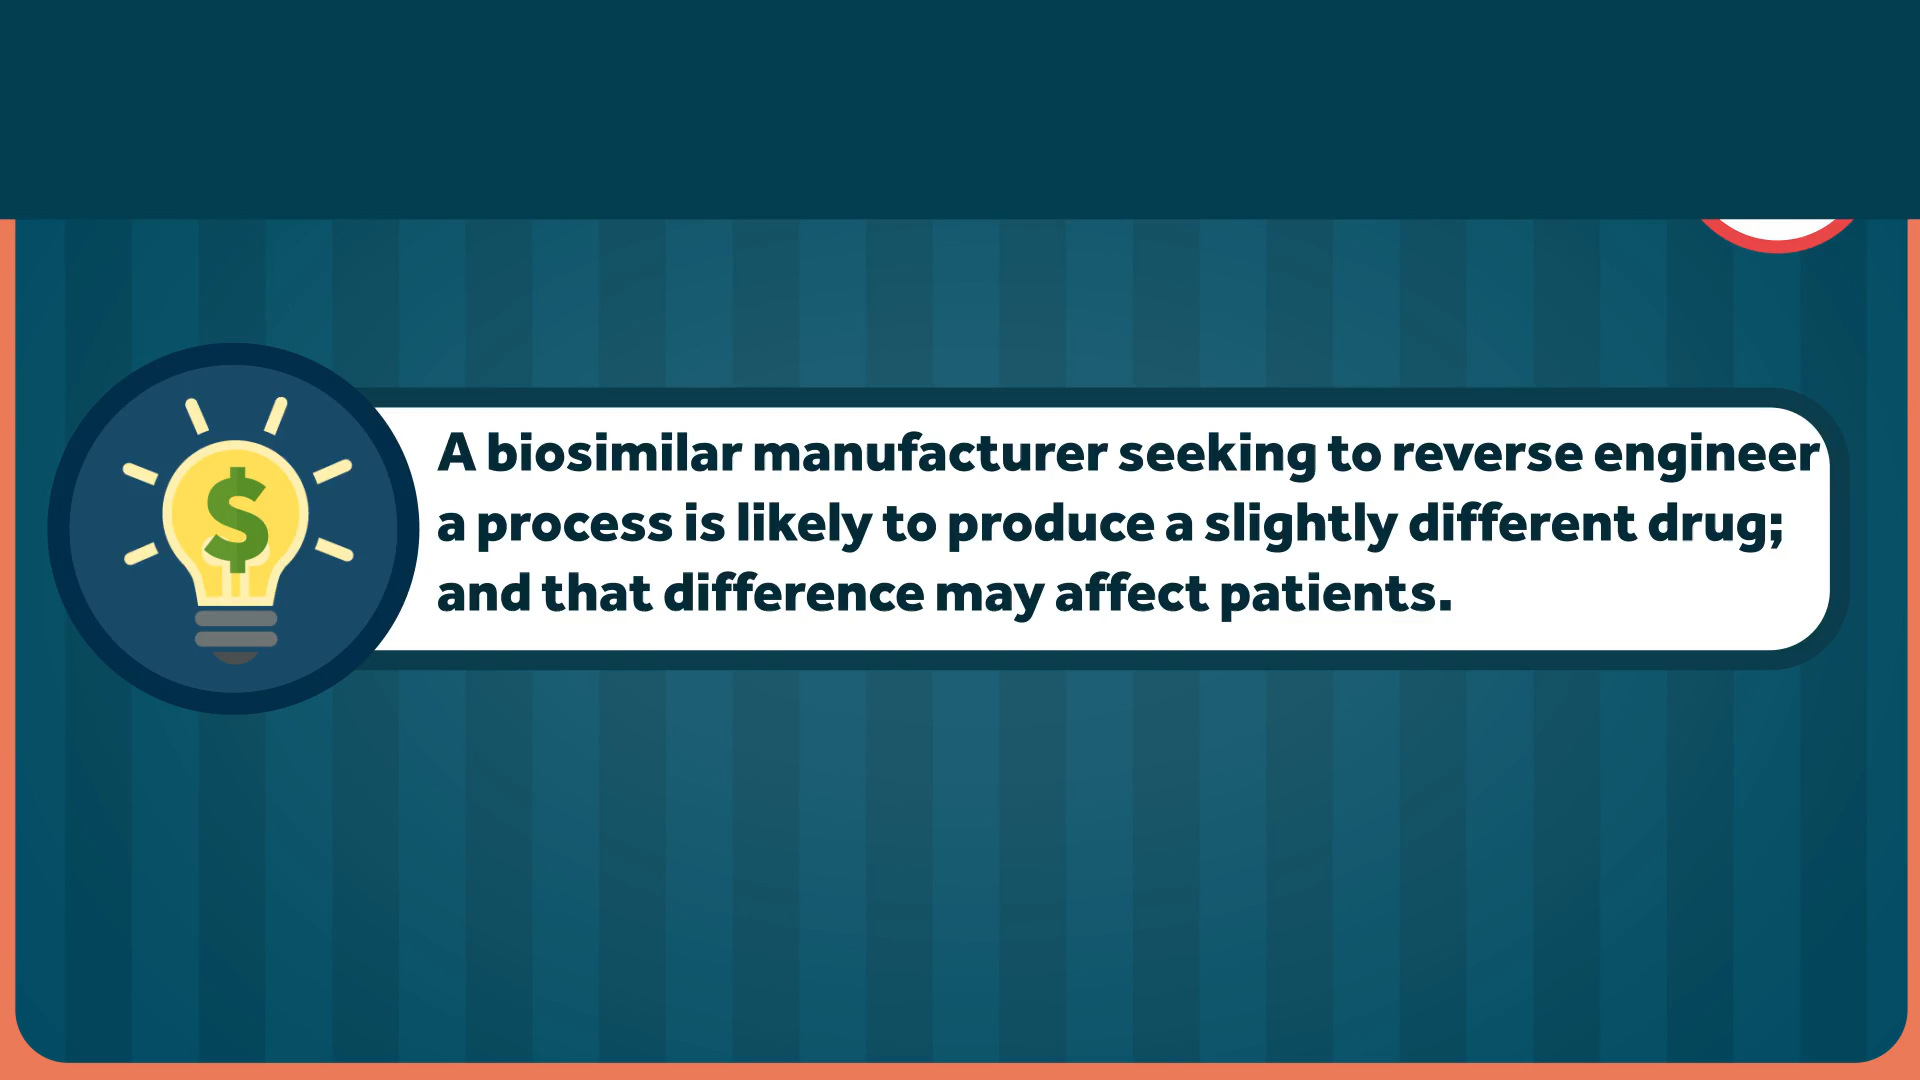 A biosimilar manufacturer seeking to reverse engineer
a process is likely to produce a slightly different drug;
and that difference may affect patients.